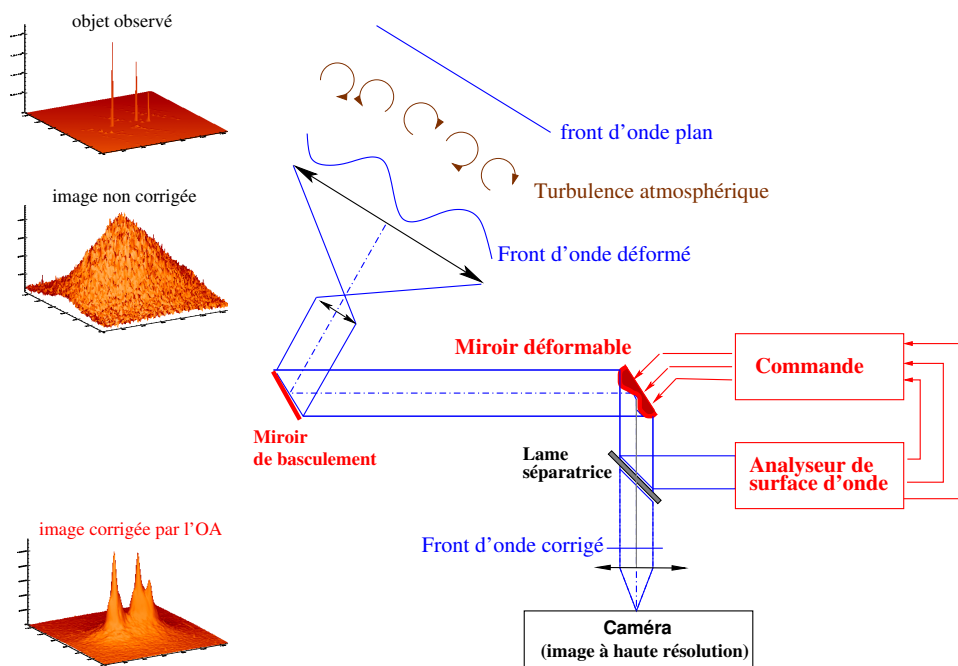 objet observé
front d'onde plan
Turbulence atmosphérique
image non corrigée
Front d'onde déformé
Miroir déformable
Commande
Miroir
de basculement
Lame
séparatrice
Analyseur de
surface d'onde
image corrigée par l'OA
Front d'onde corrigé
Caméra
(image à haute résolution)